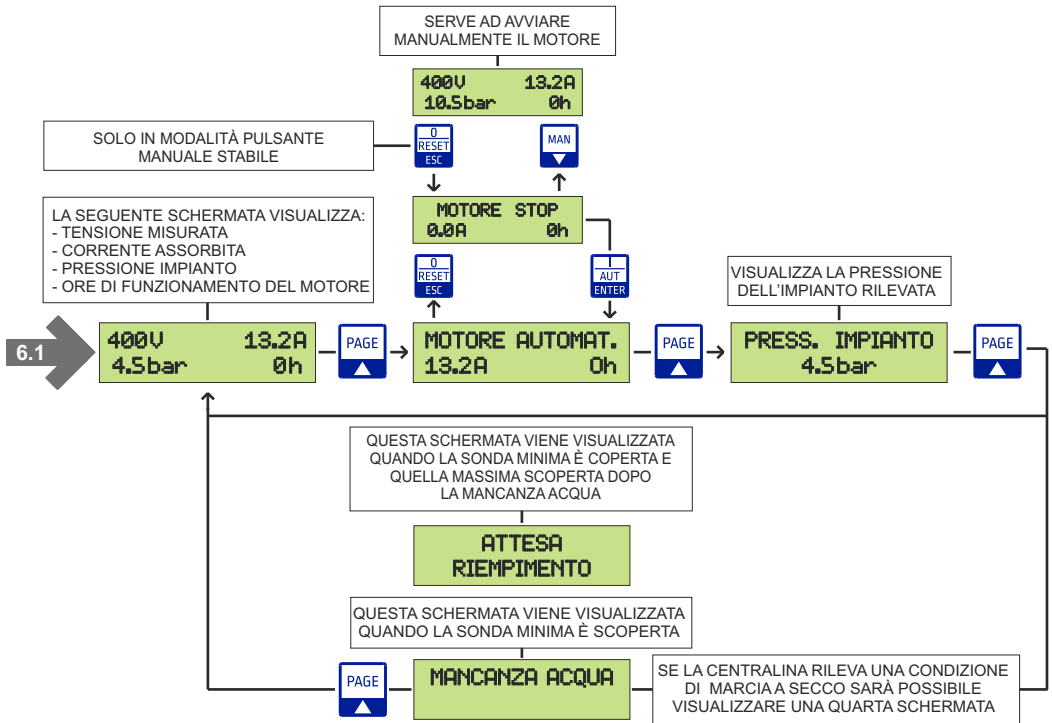 SERVE AD AVVIARE
MANUALMENTE IL MOTORE
400V 13.2A
10.5bar 0h
SOLO IN MODALITÀ PULSANTE
MANUALE STABILE
0
RESET
ESC
MAN
MOTORE STOP
0.0A 0h
LA SEGUENTE SCHERMATA VISUALIZZA:
- TENSIONE MISURATA
- CORRENTE ASSORBITA
- PRESSIONE IMPIANTO
- ORE DI FUNZIONAMENTO DEL MOTORE
0
RESET
ESC
I
AUT
ENTER
VISUALIZZA LA PRESSIONE
DELL'IMPIANTO RILEVATA
6.1
400V 13.2A
4.5bar 0h
PAGE
MOTORE AUTOMAT.
13.2A 0h
PAGE
PRESS. IMPIANTO
4.5bar
PAGE
QUESTA SCHERMATA VIENE VISUALIZZATA
QUANDO LA SONDA MINIMA È COPERTA E
QUELLA MASSIMA SCOPERTA DOPO
LA MANCANZA ACQUA
ATTESA
RIEMPIMENTO
QUESTA SCHERMATA VIENE VISUALIZZATA
QUANDO LA SONDA MINIMA È SCOPERTA
PAGE
MANCANZA ACQUA
SE LA CENTRALINA RILEVA UNA CONDIZIONE
DI MARCIA A SECCO SARÀ POSSIBILE
VISUALIZZARE UNA QUARTA SCHERMATA